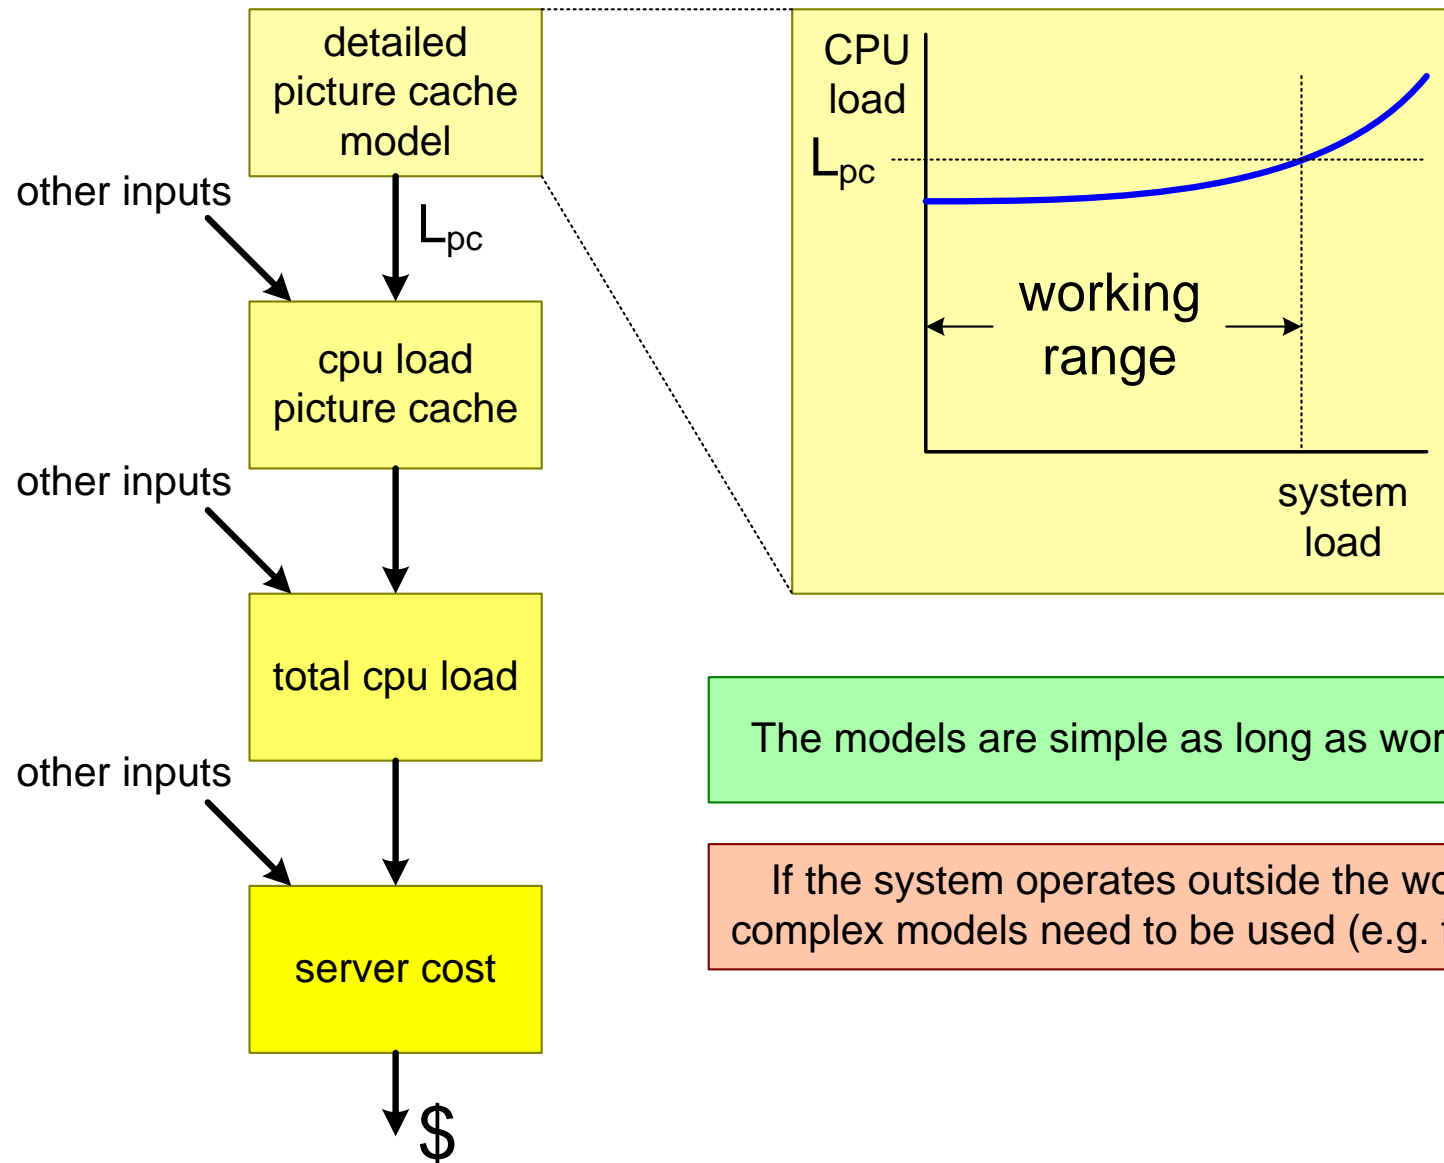 detailed
picture cache
model
other inputs
Lpc
cpu load
picture cache
other inputs
total cpu load
other inputs
server cost
$
CPU
load
Lpc
working
range
system
load
The models are simple as long as
If the system operates outside the
complex models need to be used (e.g.